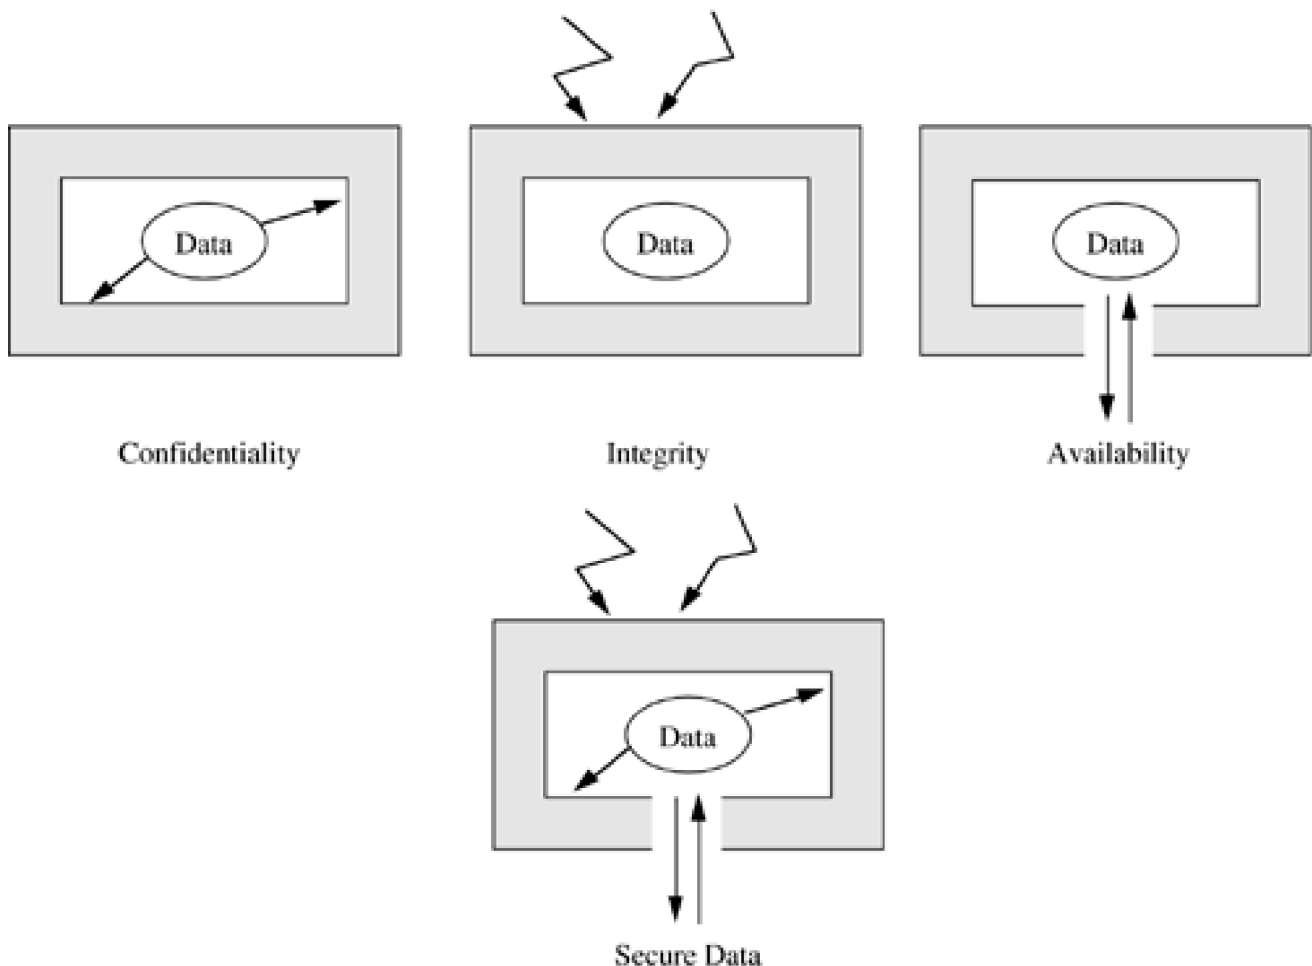 Data
Data
Data
Confidentiality
Integrity
Availability
Data
Secure Data